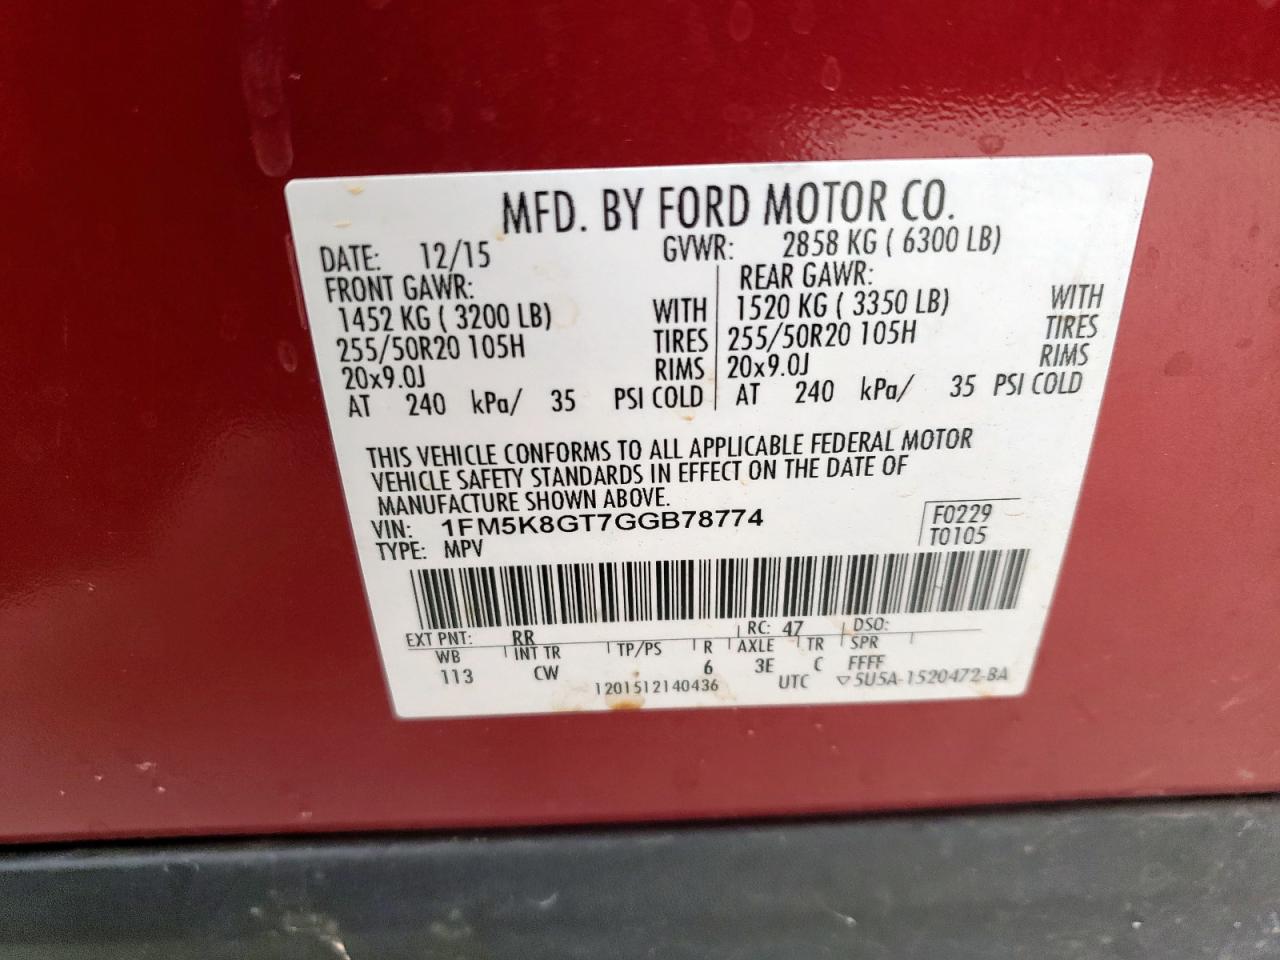 MFD. BY FORD MOTOR CO.
DATE: 12/15 GVWR: 2858 KG ( 6300 LB)
FRONT GAWR: REAR GAWR:
1452 KG ( 3200 LB) WITH 1520 KG ( 3350 LB) WITH
255/50R20 105H TIRES 255/50R20 105H TIRES
20x9.0J RIMS 20x9.0J RIMS
AT 240 kPa/ 35 PSI COLD AT 240 kPa/ 35 PSI COLD
THIS VEHICLE CONFORMS TO ALL APPLICABLE FEDERAL MOTOR
VEHICLE SAFETY STANDARDS IN EFFECT ON THE DATE OF
MANUFACTURE SHOWN ABOVE.
VIN: 1FM5K8GT7GGB78774 F0229
TYPE: MPV T0105
EXT PNT: RR RC: 47 DSO:
WB INT TR TP/PS R AXLE TR SPR
113 CW 6 3E C FFFF
1201512140436 UTC ▽5U5A-1520472-BA